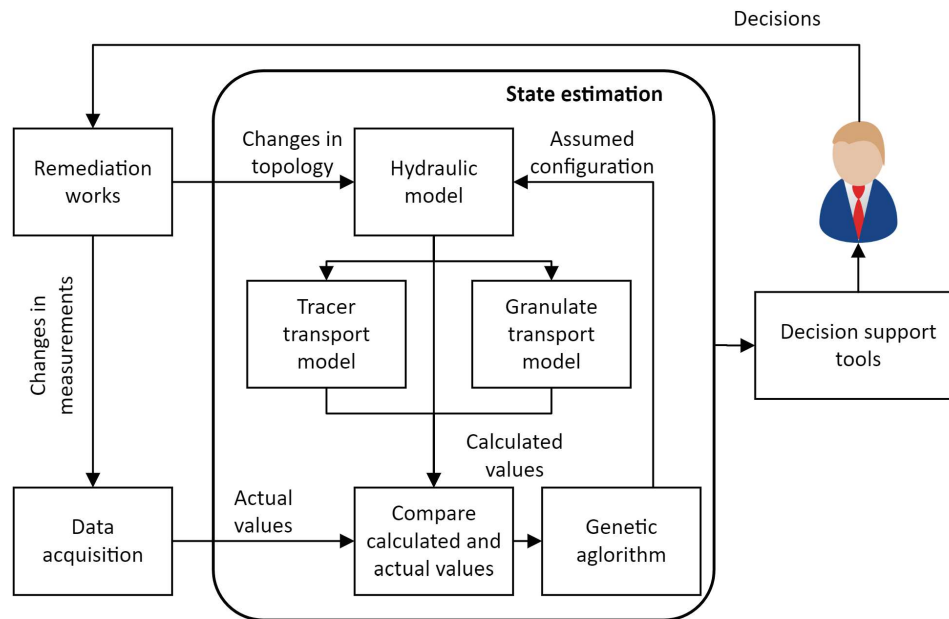 Decisions
State estimation
Remediation
works
Changes in
topology
Hydraulic
model
Assumed
configuration
Tracer
transport
model
Granulate
transport
model
Decision support
tools
Changes in
measurements
Calculated
values
Data
acquisition
Actual
values
Compare
calculated and
actual values
Genetic
aglorithm